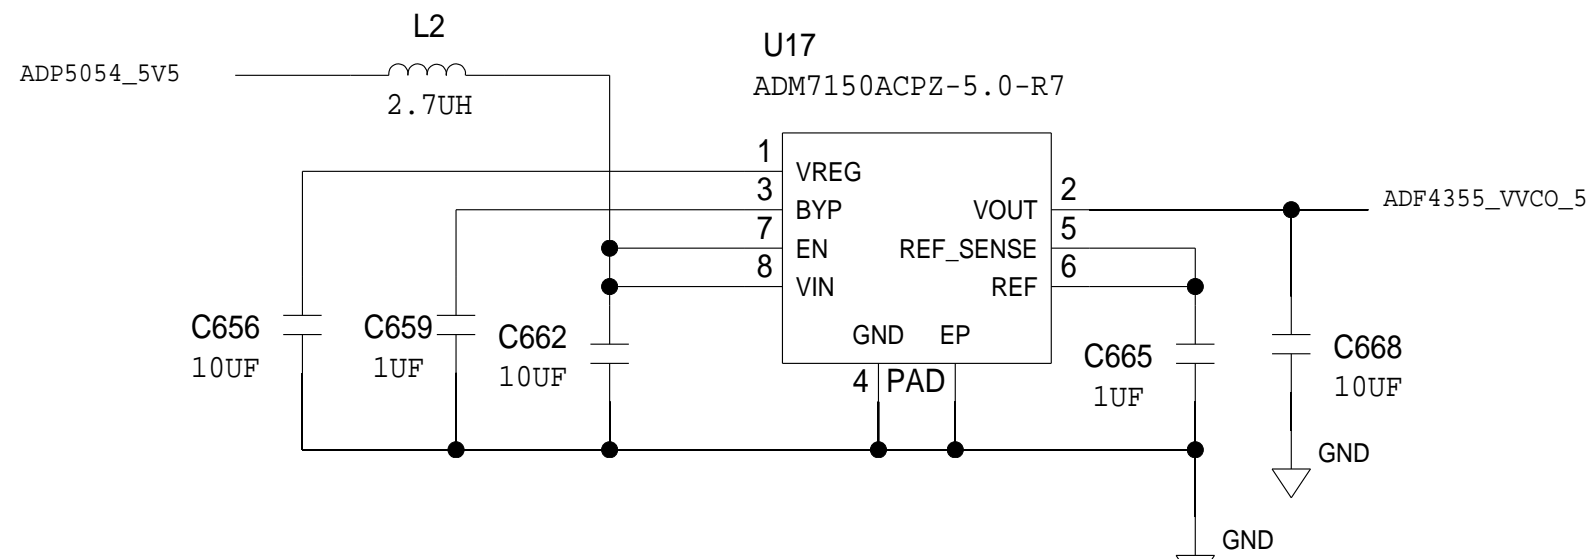 L2
ADP5054_5V5
2.7UH
U17
ADM7150ACPZ-5.0-R7
1
VREG
3
BYP
7
EN
8
VIN
VOUT
2
REF_SENSE
5
REF
6
GND
EP
4
PAD
ADF4355_VVCO_5
C656
10UF
C659
1UF
C662
10UF
C665
1UF
C668
10UF
GND
GND